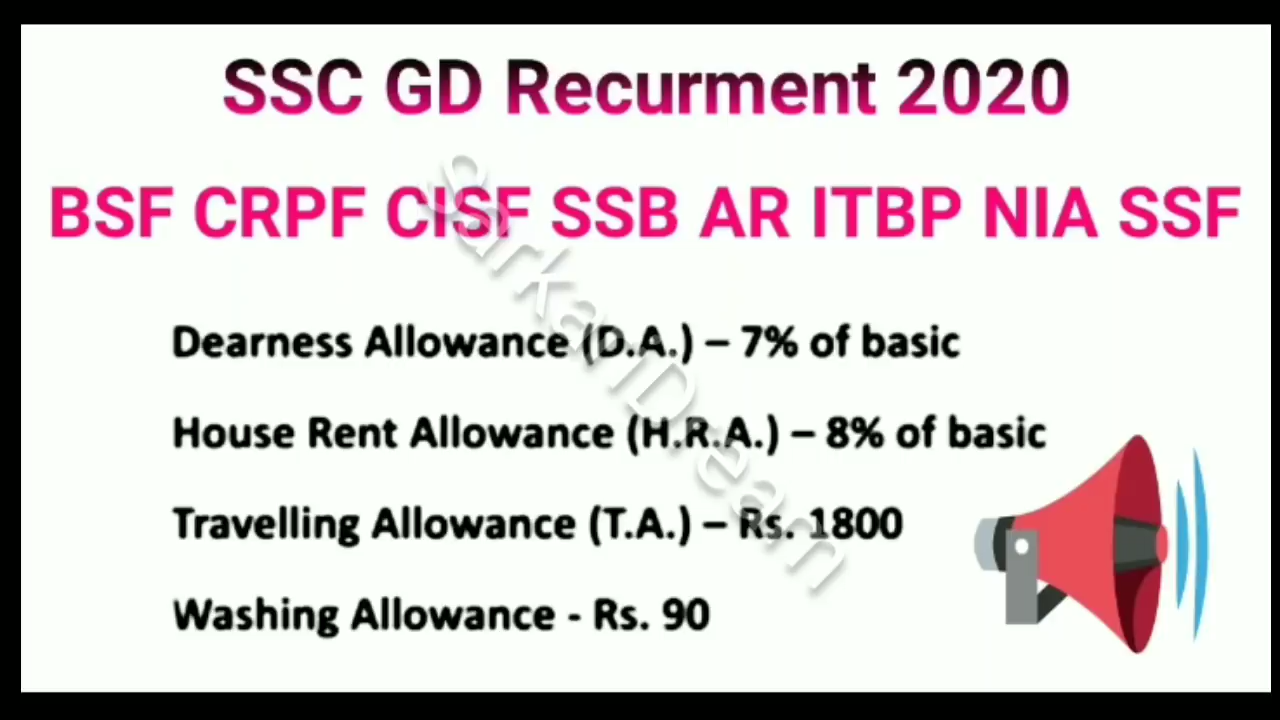 SSC GD Recurment 2020
BSF CRPF CISF SSB AR ITBP NIA SSF
Dearness Allowance (D.A.) – 7% of basic
House Rent Allowance (H.R.A.) – 8% of basic
Travelling Allowance (T.A.) – Rs. 1800
Washing Allowance - Rs. 90
SarkariDream